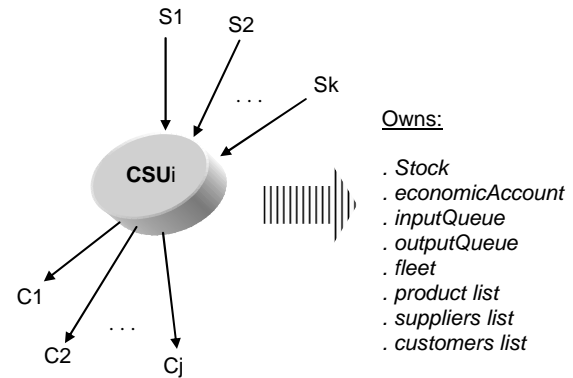 S1
S2
. . .
Sk
CSUi
C1
C2
. . .
Cj
Owns:
. Stock
. economicAccount
. inputQueue
. outputQueue
. fleet
. product list
. suppliers list
. customers list